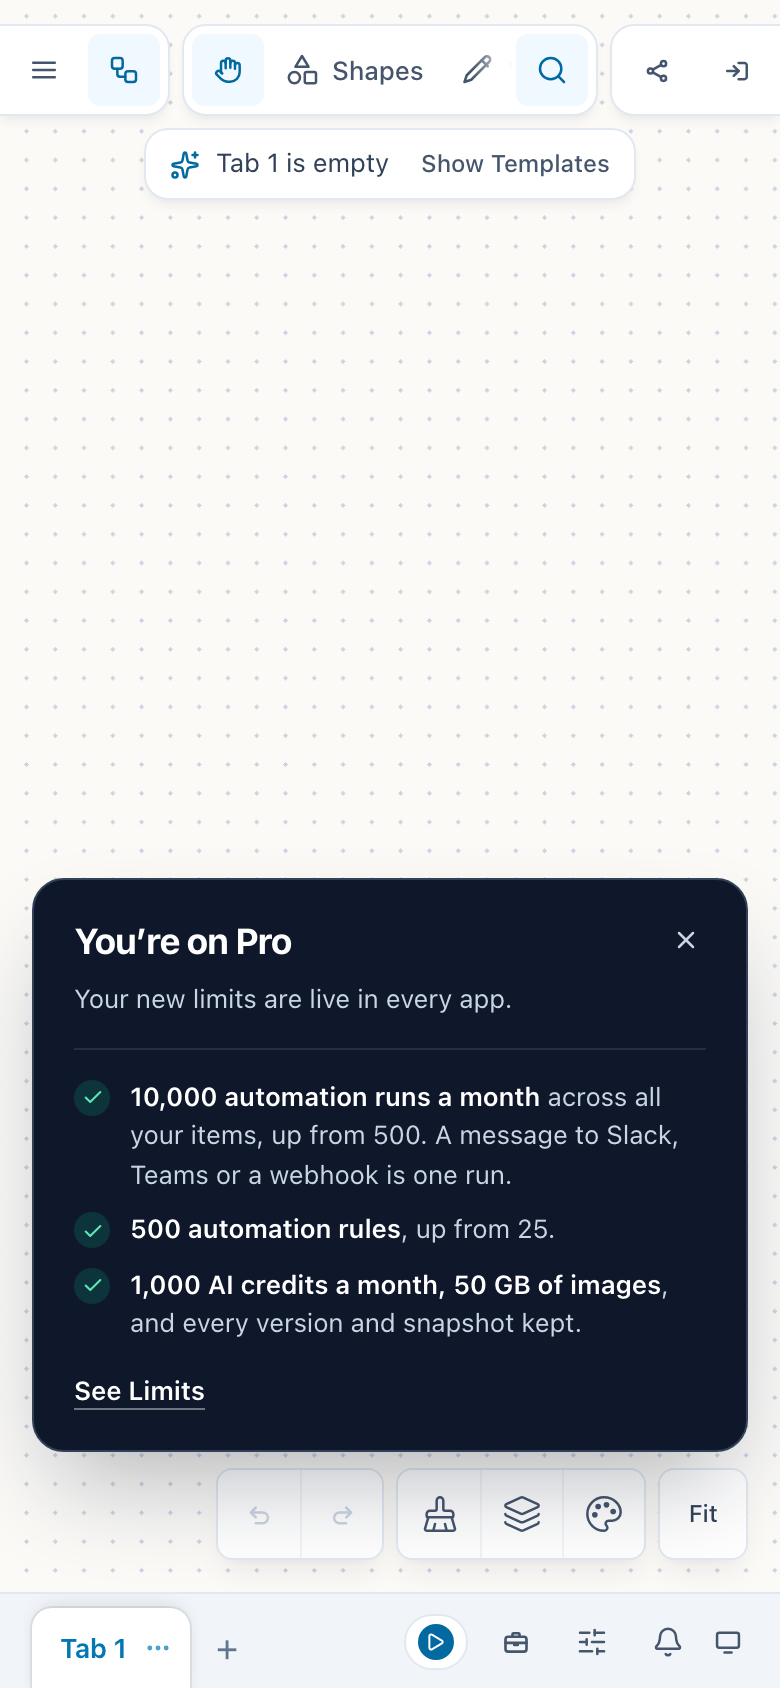 Shapes
Tab 1 is empty Show Templates
You’re on Pro
Your new limits are live in every app.
10,000 automation runs a month across all
your items, up from 500. A message to Slack,
Teams or a webhook is one run.
500 automation rules, up from 25.
1,000 AI credits a month, 50 GB of images,
and every version and snapshot kept.
See Limits
Fit
Tab 1